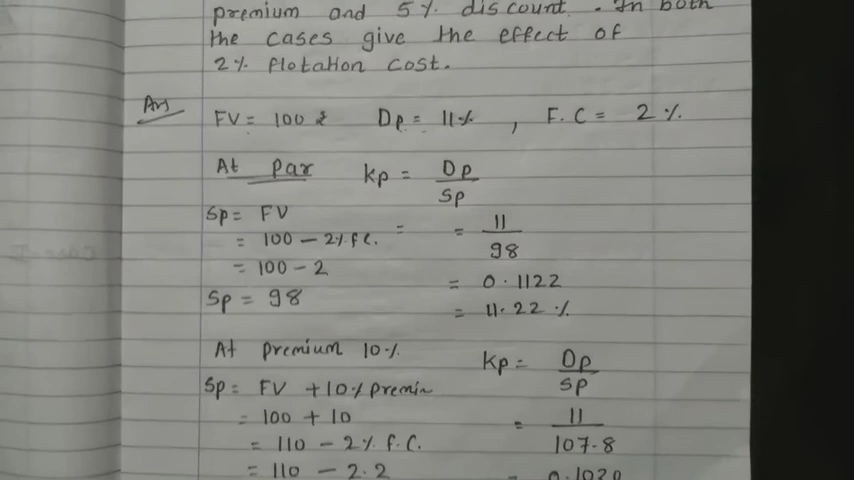 premium and 5% discount. In both
the cases give the effect of
2% flotation cost.
Ans
FV = 100 ₹ Dp = 11% , F.C = 2%.
At Par Kp = Dp/Sp
Sp = FV
= 100 - 2% f.c. = = 11/98
= 100 - 2
= 0.1122
Sp = 98
= 11.22 %
At premium 10% Kp = Dp/Sp
Sp = FV + 10% premin
= 100 + 10 = 11/107.8
= 110 - 2% f.c.
= 110 - 2.2